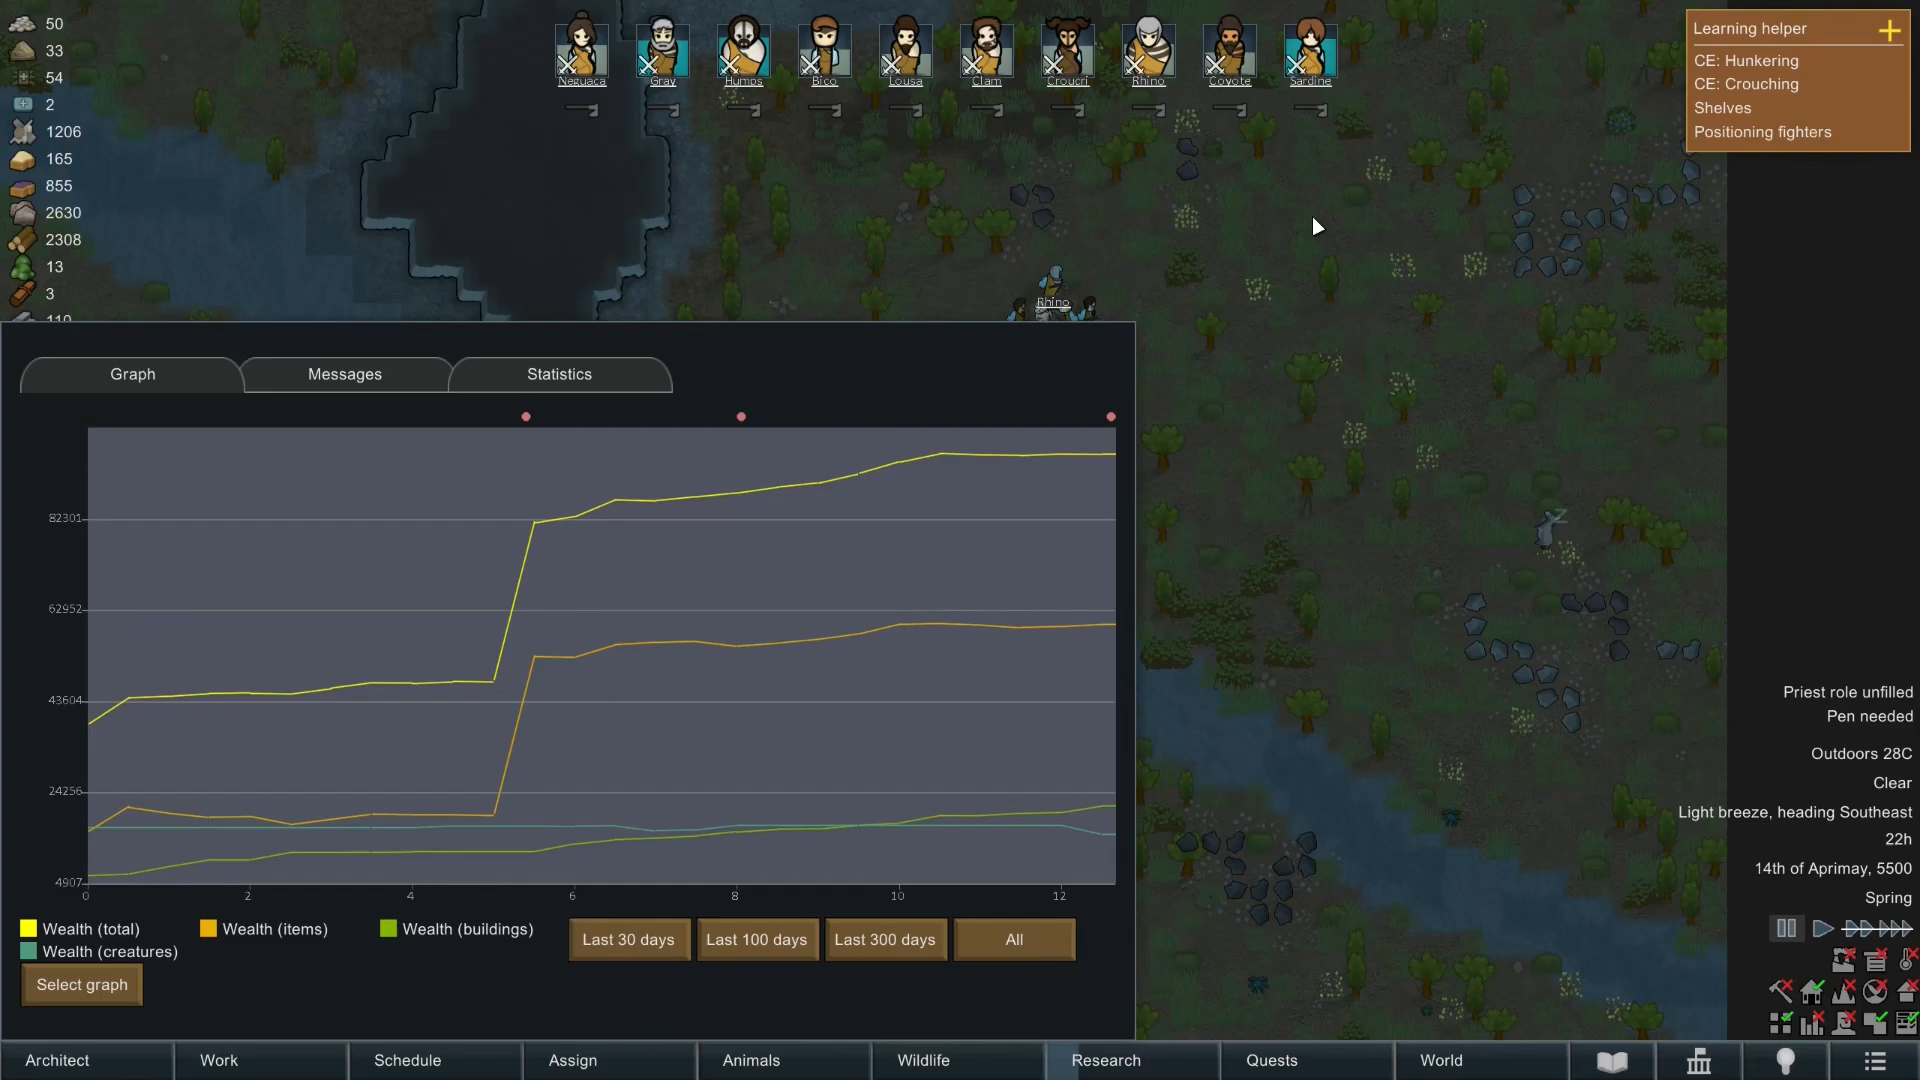 50
33
54
2
1206
165
855
2630
2308
13
3
110
Neguaca
Gray
Humps
Bico
Lousa
Clam
Croucri
Rhino
Coyote
Sardine
Learning helper
CE: Hunkering
CE: Crouching
Shelves
Positioning fighters
Rhino
Graph
Messages
Statistics
82301
62952
43604
24256
4907
0
2
4
6
8
10
12
Wealth (total)
Wealth (items)
Wealth (buildings)
Wealth (creatures)
Last 30 days
Last 100 days
Last 300 days
All
Select graph
Priest role unfilled
Pen needed
Outdoors 28C
Clear
Light breeze, heading Southeast
22h
14th of Aprimay, 5500
Spring
Architect
Work
Schedule
Assign
Animals
Wildlife
Research
Quests
World